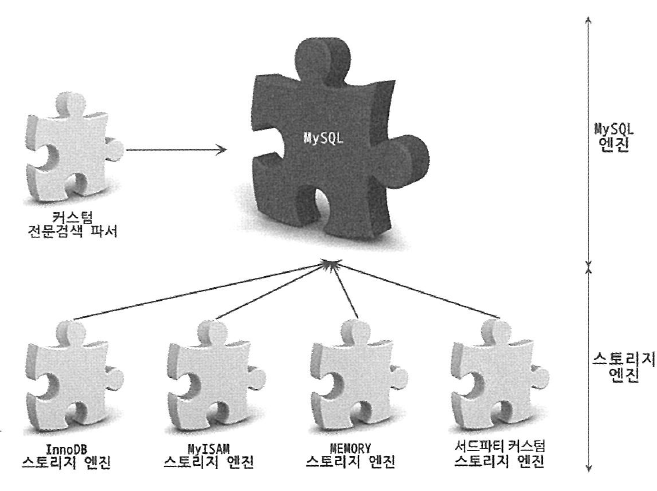 MySQL
커스텀
전문검색 파서
MySQL
엔진
InnoDB
스토리지 엔진
MyISAM
스토리지 엔진
MEMORY
스토리지 엔진
서드파티 커스텀
스토리지 엔진
스토리지
엔진